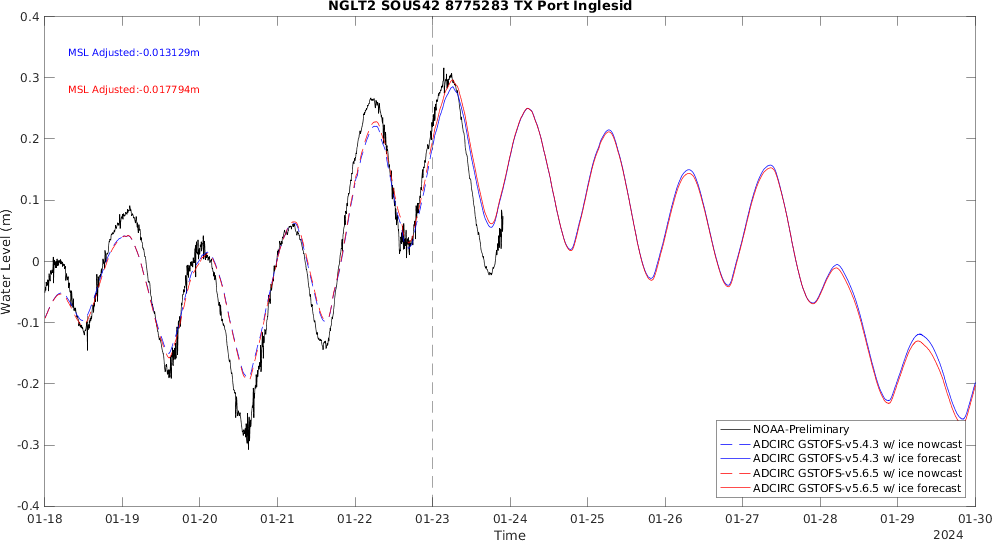 NGLT2 SOUS42 8775283 TX Port Inglesid
MSL Adjusted:-0.013129m
MSL Adjusted:-0.017794m
Water Level (m)
0.4
0.3
0.2
0.1
0
-0.1
-0.2
-0.3
-0.4
NOAA-Preliminary
ADCIRC GSTOFS-v5.4.3 w/ ice nowcast
ADCIRC GSTOFS-v5.4.3 w/ ice forecast
ADCIRC GSTOFS-v5.6.5 w/ ice nowcast
ADCIRC GSTOFS-v5.6.5 w/ ice forecast
01-18 01-19 01-20 01-21 01-22 01-23 01-24 01-25 01-26 01-27 01-28 01-29 01-30
Time
2024